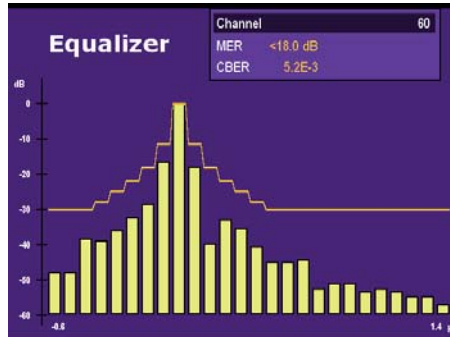 Equalizer
Channel 60
MER <18.0 dB
CBER 5.2E-3
dB
0
-10
-20
-30
-40
-50
-60
-0.6 1.4 µ